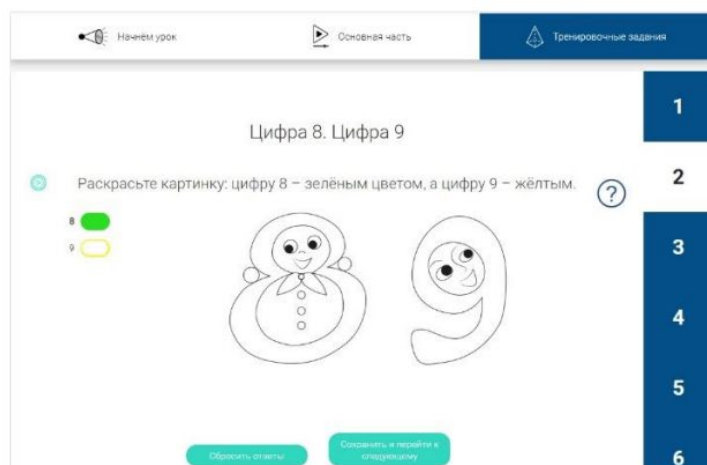 Начнём урок
Основная часть
Тренировочные задания
1
Цифра 8. Цифра 9
Раскрасьте картинку: цифру 8 – зелёным цветом, а цифру 9 – жёлтым.
?
2
8
9
3
4
5
Сбросить ответы
Сохранить и перейти к
следующему
6